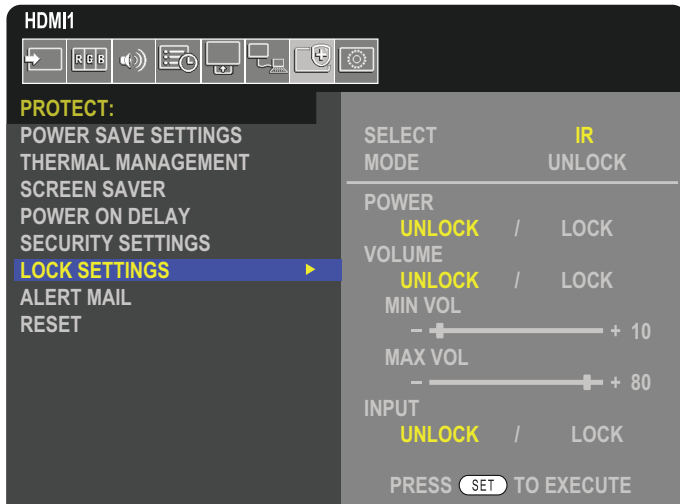 HDMI1
RGB
PROTECT:
POWER SAVE SETTINGS
THERMAL MANAGEMENT
SCREEN SAVER
POWER ON DELAY
SECURITY SETTINGS
LOCK SETTINGS
ALERT MAIL
RESET
SELECT IR
MODE UNLOCK
POWER
UNLOCK / LOCK
VOLUME
UNLOCK / LOCK
MIN VOL
– + 10
MAX VOL
– + 80
INPUT
UNLOCK / LOCK
PRESS SET TO EXECUTE